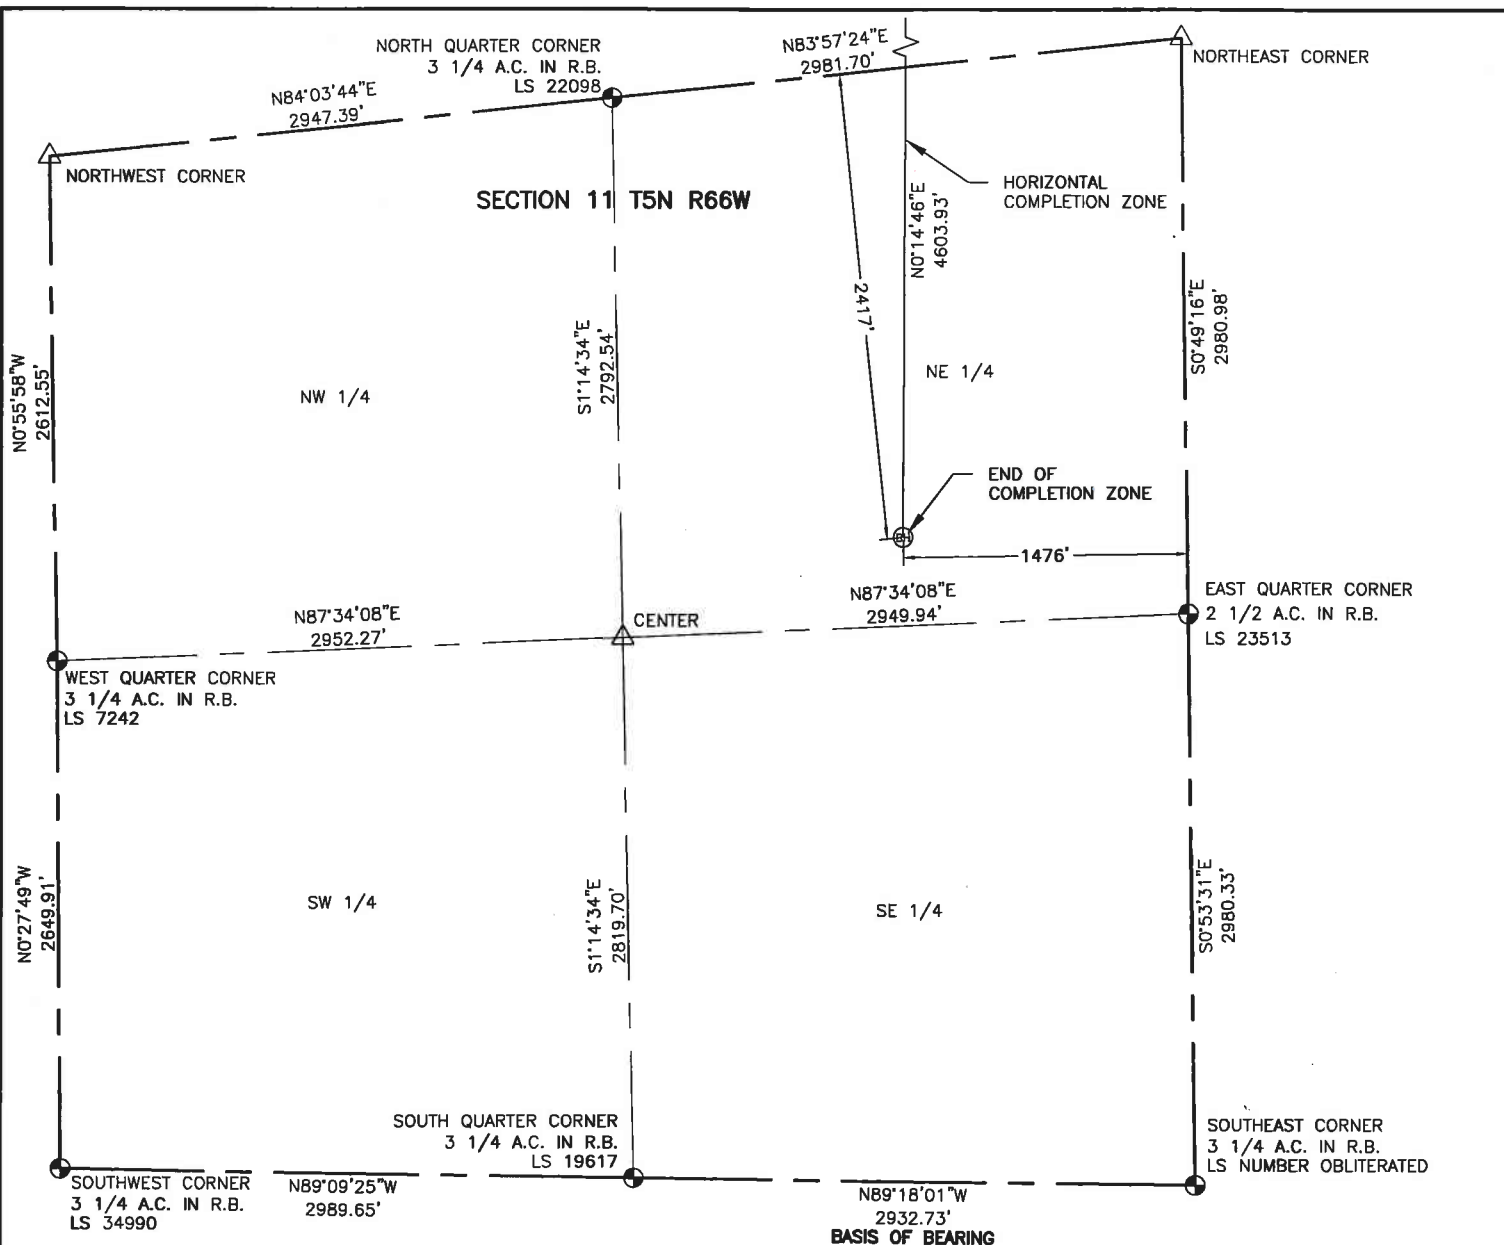 NORTH QUARTER CORNER
3 1/4 A.C. IN R.B.
LS 22098
N83°57'24"E
2981.70'
NORTHEAST CORNER
N84°03'44"E
2947.39'
NORTHWEST CORNER
SECTION 11 T5N R66W
HORIZONTAL
COMPLETION ZONE
N0°14'46"E
4603.93'
2417'
S0°49'16"E
2980.98'
N0°55'58"W
2612.55'
NW 1/4
S1°14'34"E
2792.54'
NE 1/4
END OF
COMPLETION ZONE
BH
1476'
N87°34'08"E
2952.27'
CENTER
N87°34'08"E
2949.94'
EAST QUARTER CORNER
2 1/2 A.C. IN R.B.
LS 23513
WEST QUARTER CORNER
3 1/4 A.C. IN R.B.
LS 7242
N0°27'49"W
2649.91'
SW 1/4
S1°14'34"E
2819.70'
SE 1/4
S0°53'31"E
2980.33'
SOUTH QUARTER CORNER
3 1/4 A.C. IN R.B.
LS 19617
SOUTHEAST CORNER
3 1/4 A.C. IN R.B.
LS NUMBER OBLITERATED
SOUTHWEST CORNER
3 1/4 A.C. IN R.B.
LS 34990
N89°09'25"W
2989.65'
N89°18'01"W
2932.73'
BASIS OF BEARING